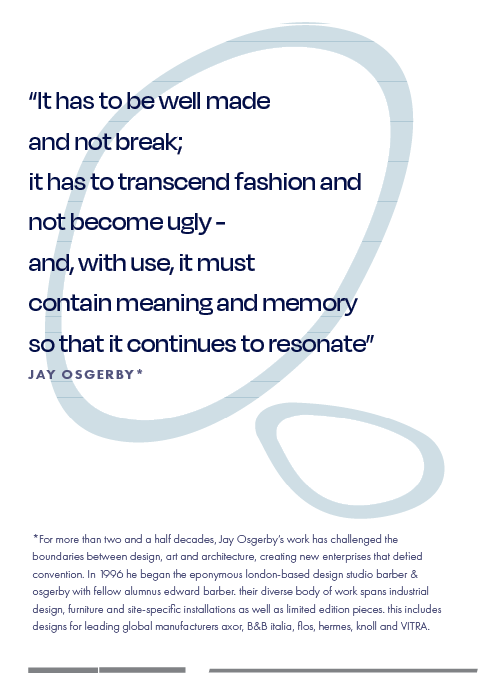 “It has to be well made
and not break;
it has to transcend fashion and
not become ugly -
and, with use, it must
contain meaning and memory
so that it continues to resonate”
JAY OSGERBY*
*For more than two and a half decades, Jay Osgerby's work has challenged the
boundaries between design, art and architecture, creating new enterprises that defied
convention. In 1996 he began the eponymous london-based design studio barber &
osgerby with fellow alumnus edward barber. their diverse body of work spans industrial
design, furniture and site-specific installations as well as limited edition pieces. this includes
designs for leading global manufacturers axor, B&B italia, flos, hermes, knoll and VITRA.